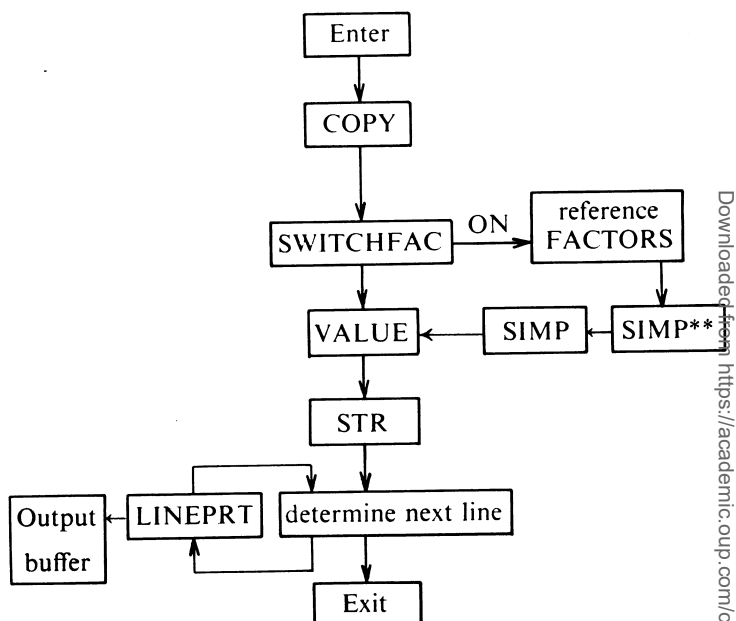 Enter
COPY
SWITCHFAC
ON
reference
FACTORS
VALUE
SIMP
SIMP**
STR
Output
buffer
LINEPRT
determine next line
Exit
Downloaded from https://academic.oup.com/c